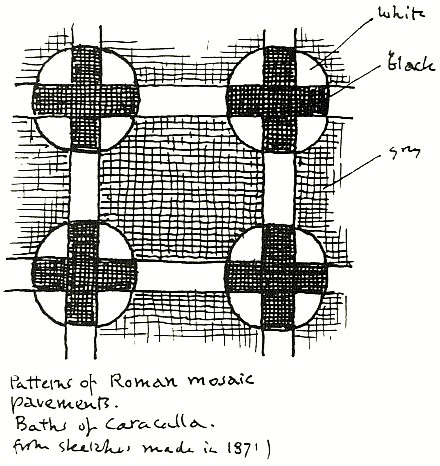 white
black
grey
Patterns of Roman mosaic
pavements.
Baths of Caracalla.
from sketches made in 1871)